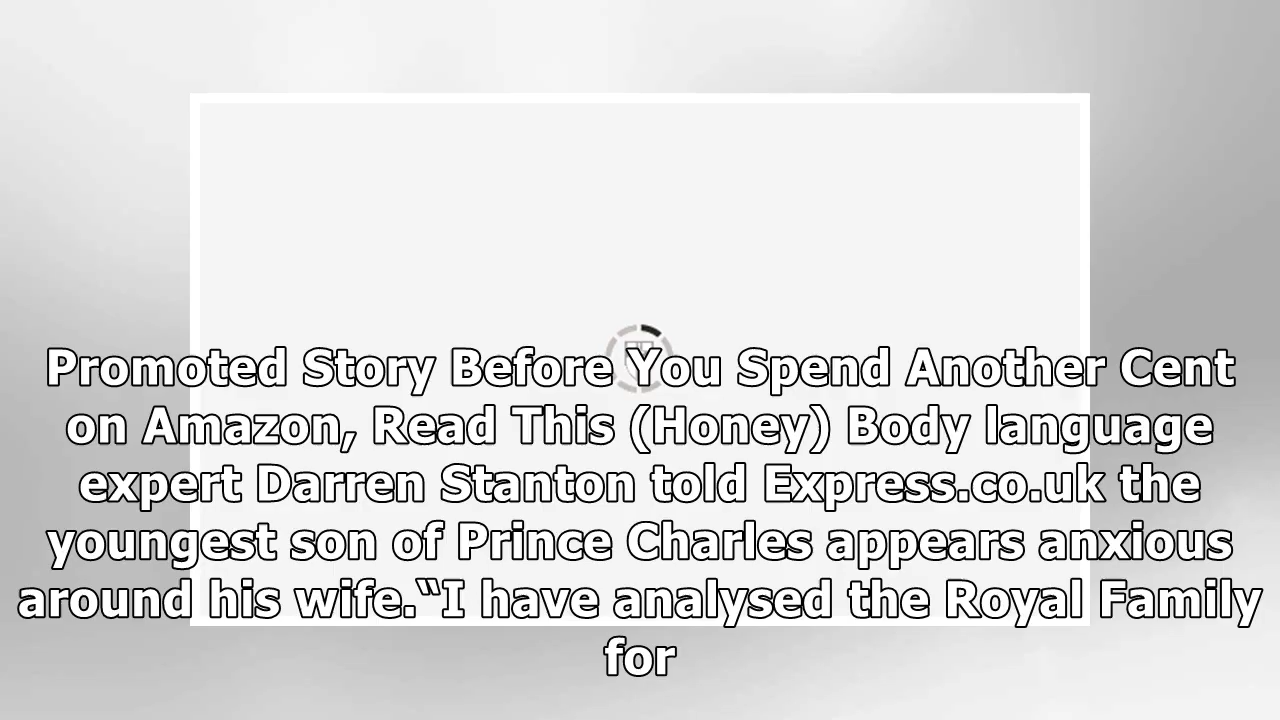 Promoted Story Before You Spend Another Cent
on Amazon, Read This (Honey) Body language
expert Darren Stanton told Express.co.uk the
youngest son of Prince Charles appears anxious
around his wife.“I have analysed the Royal Family
for